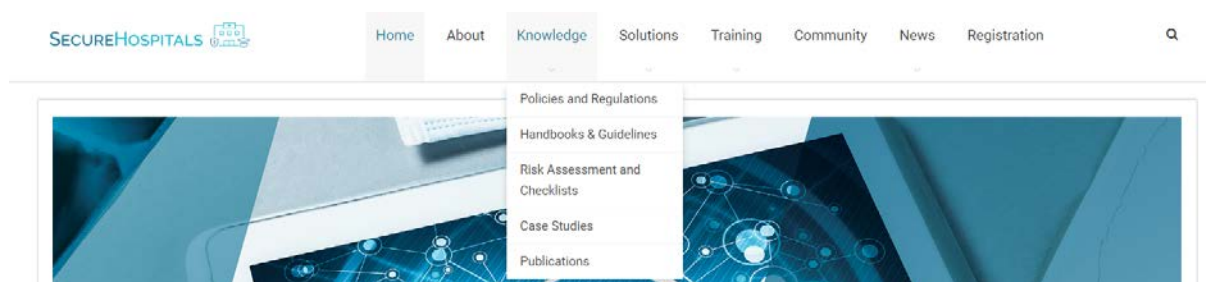 SECUREHOSPITALS
Home About Knowledge Solutions Training Community News Registration
Policies and Regulations
Handbooks & Guidelines
Risk Assessment and
Checklists
Case Studies
Publications